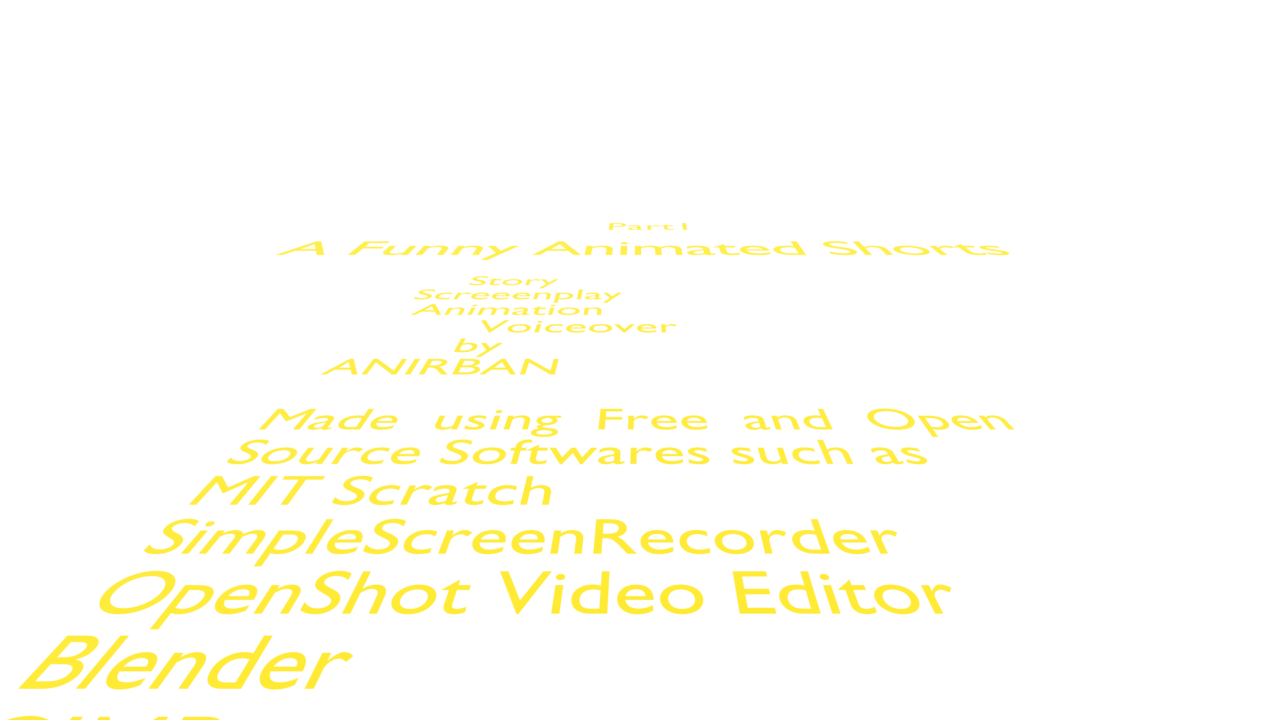 Part I
A Funny Animated Shorts
Story
Screeenplay
Animation
Voiceover
by
ANIRBAN
Made using Free and Open
Source Softwares such as
MIT Scratch
SimpleScreenRecorder
OpenShot Video Editor
Blender